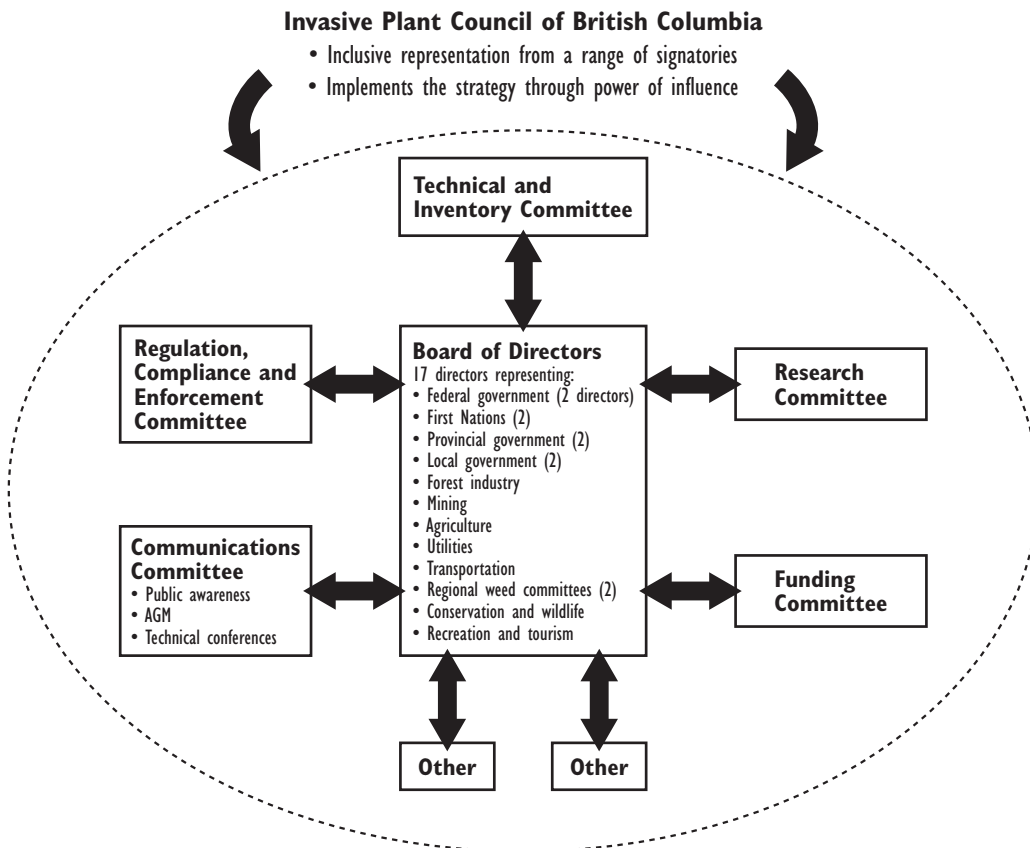 Invasive Plant Council of British Columbia
• Inclusive representation from a range of signatories
• Implements the strategy through power of influence
Technical and
Inventory Committee
Regulation,
Compliance and
Enforcement
Committee
Board of Directors
17 directors representing:
• Federal government (2 directors)
• First Nations (2)
• Provincial government (2)
• Local government (2)
• Forest industry
• Mining
• Agriculture
• Utilities
• Transportation
• Regional weed committees (2)
• Conservation and wildlife
• Recreation and tourism
Research
Committee
Communications
Committee
• Public awareness
• AGM
• Technical conferences
Funding
Committee
Other
Other